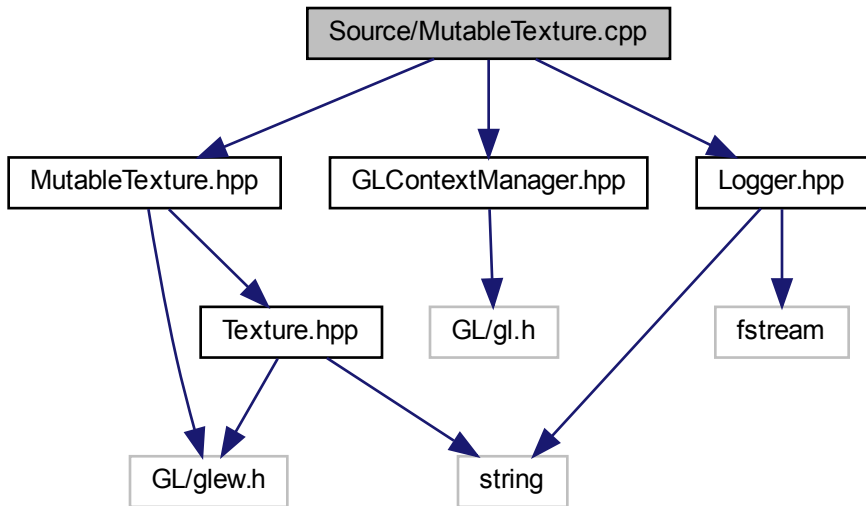 Source/MutableTexture.cpp
MutableTexture.hpp
GLContextManager.hpp
Logger.hpp
Texture.hpp
GL/gl.h
fstream
GL/glew.h
string